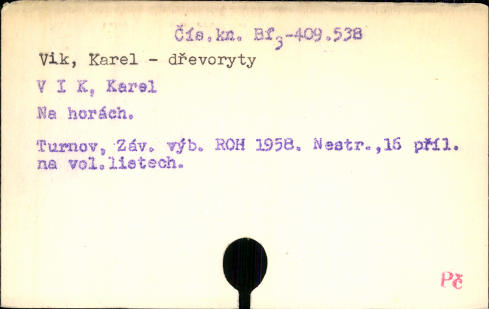 Čís.kn. Bf3-409.538
Vik, Karel - dřevoryty
V I K, Karel
Na horách.
Turnov, Záv. výb. ROH 1958. Nestr.,16 příl.
na vol.listech.
Pč